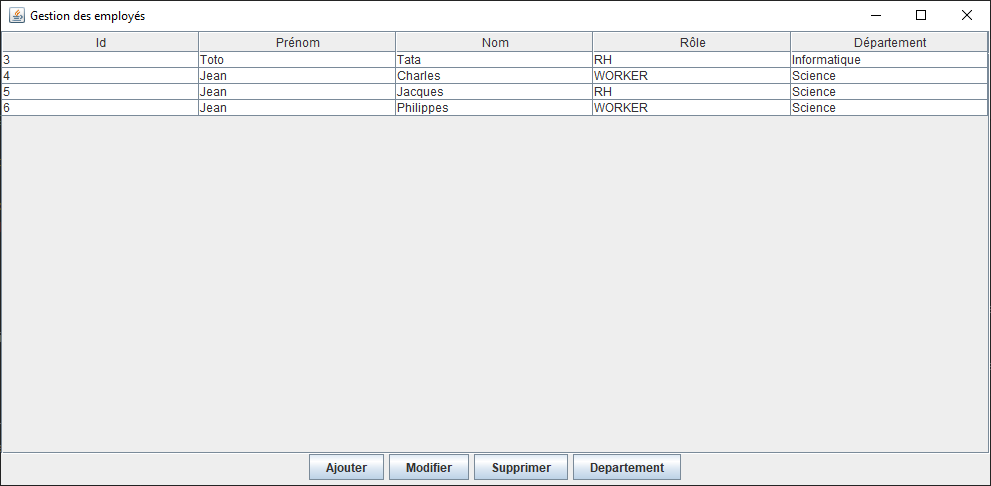 Gestion des employés
Id Prénom Nom Rôle Département
3 Toto Tata RH Informatique
4 Jean Charles WORKER Science
5 Jean Jacques RH Science
6 Jean Philippes WORKER Science
Ajouter Modifier Supprimer Departement